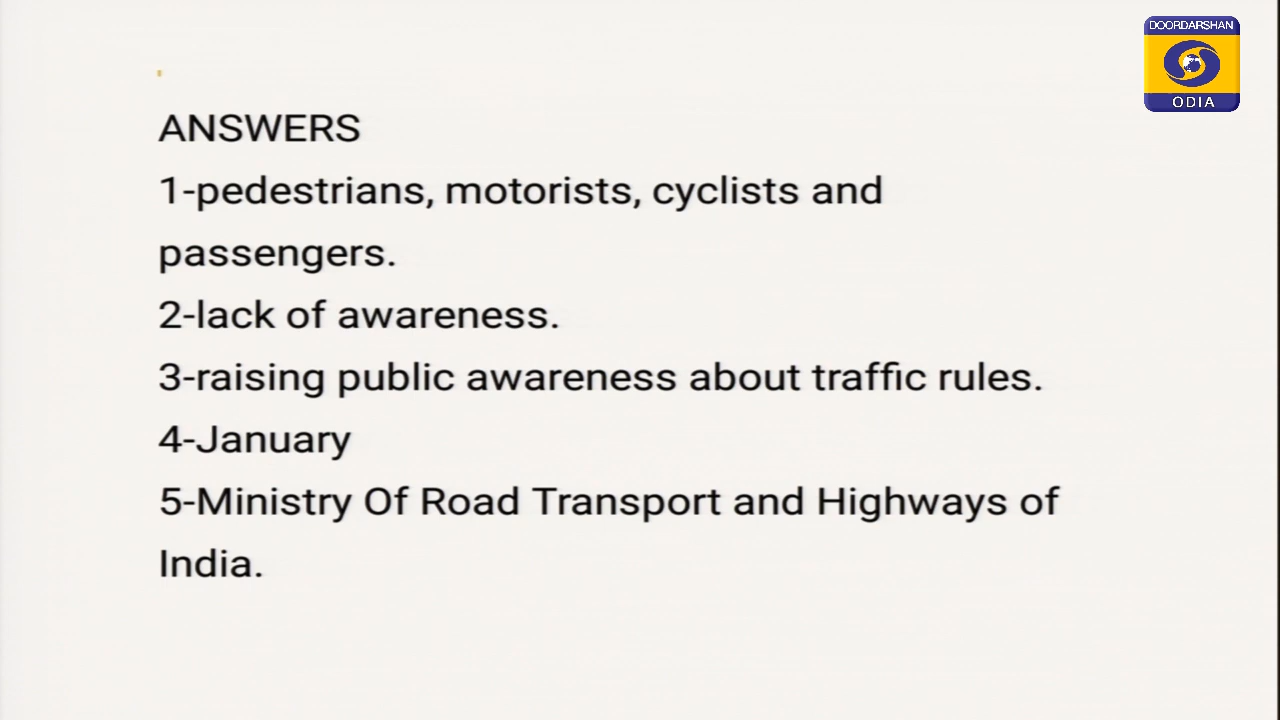 DOORDARSHAN
ODIA
ANSWERS
1-pedestrians, motorists, cyclists and
passengers.
2-lack of awareness.
3-raising public awareness about traffic rules.
4-January
5-Ministry Of Road Transport and Highways of
India.